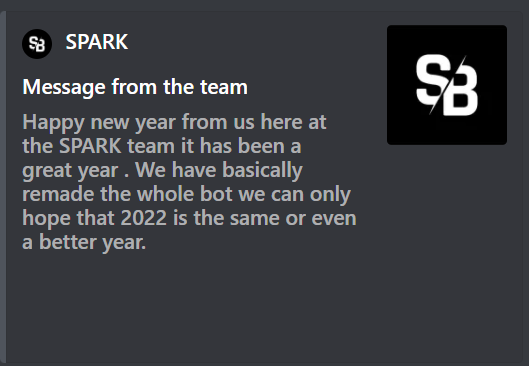 SB SPARK
SB
Message from the team
Happy new year from us here at
the SPARK team it has been a
great year . We have basically
remade the whole bot we can only
hope that 2022 is the same or even
a better year.